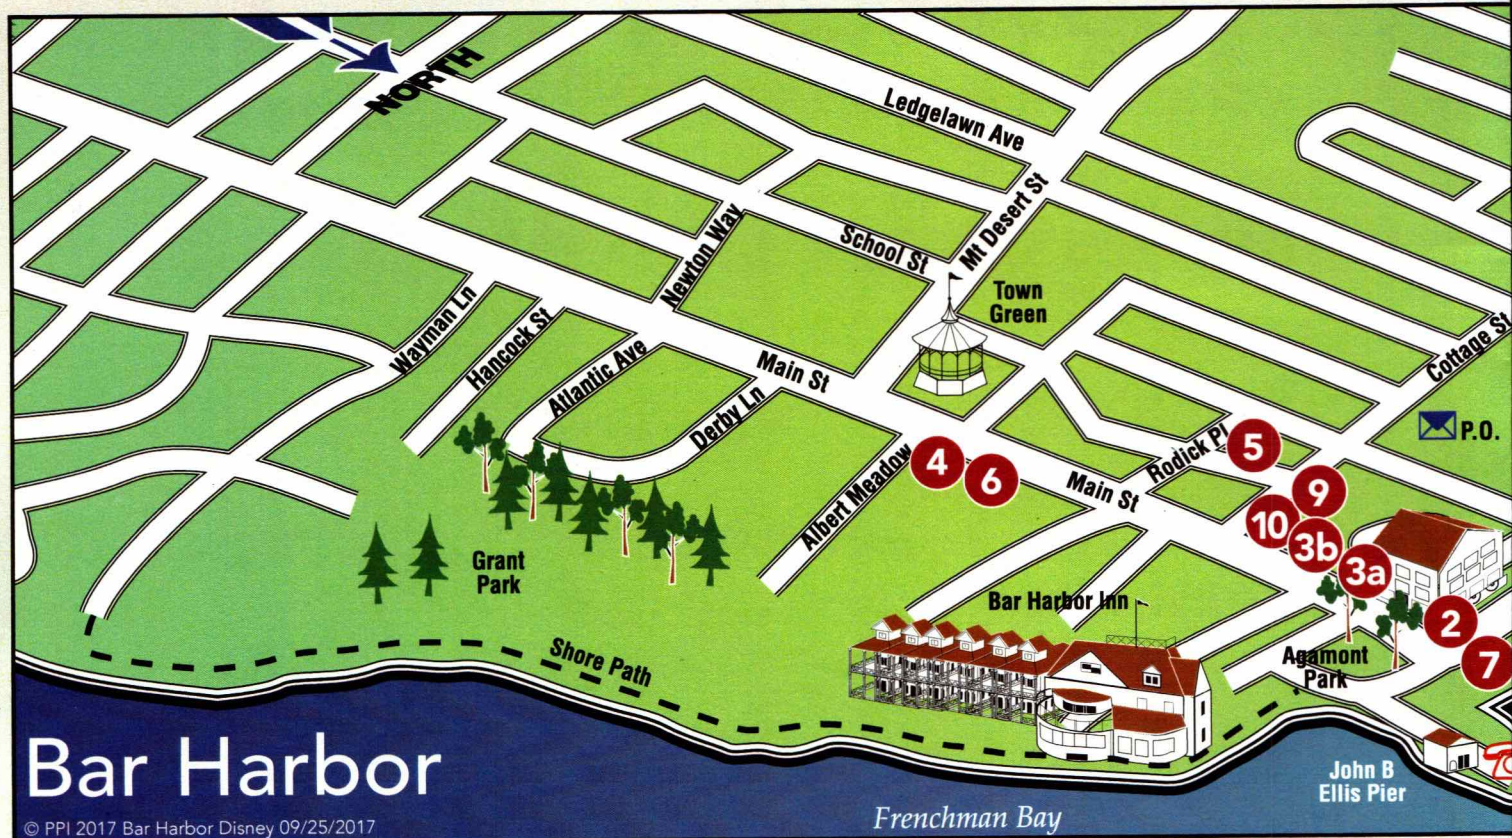 NORTH
Ledgelawn Ave
Mt Desert St
School St
Newton Way
Town
Green
Cottage St
Wayman Ln
Hancock St
Atlantic Ave
Main St
Derby Ln
P.O.
Albert Meadow
4
6
Main St
Rodick Pl
5
9
10
3b
3a
2
7
Grant
Park
Bar Harbor Inn
Agamont
Park
Shore Path
Bar Harbor
John B
Ellis Pier
Frenchman Bay
© PPI 2017 Bar Harbor Disney 09/25/2017